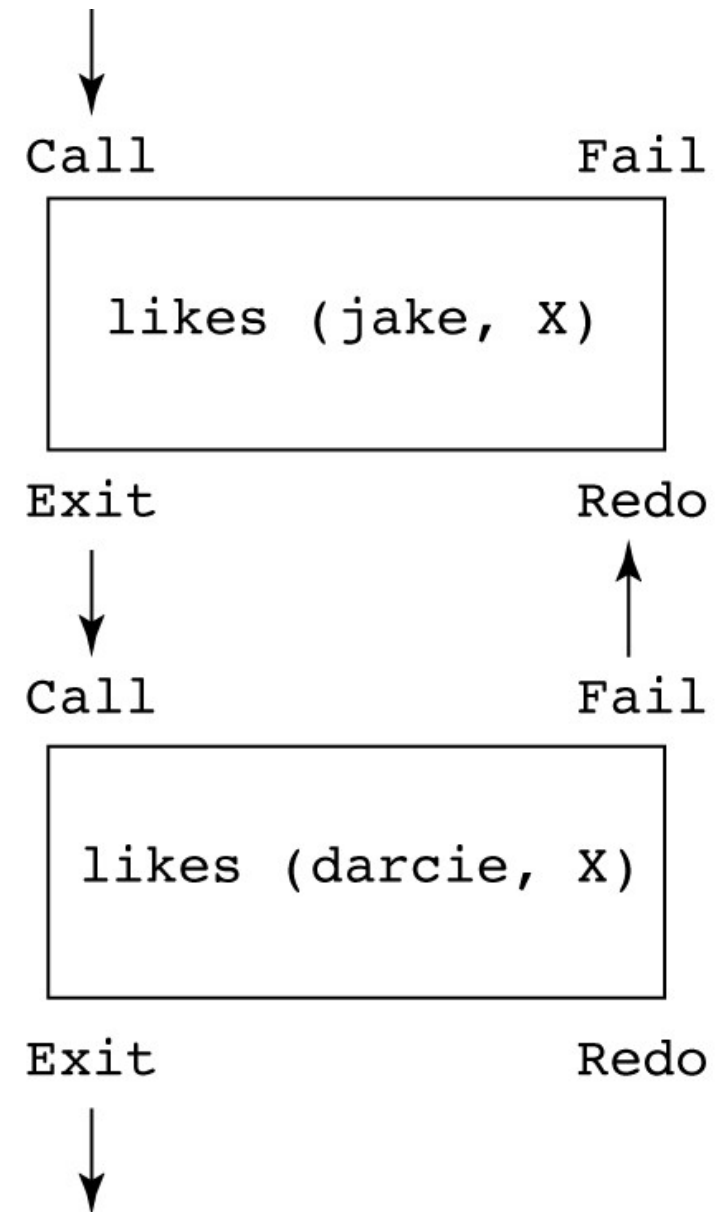 Call Fail
likes (jake, X)
Exit Redo
Call Fail
likes (darcie, X)
Exit Redo